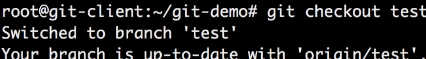 root@git-client:~/git-demo# git checkout test
Switched to branch 'test'
Your branch is up-to-date with 'origin/test'.